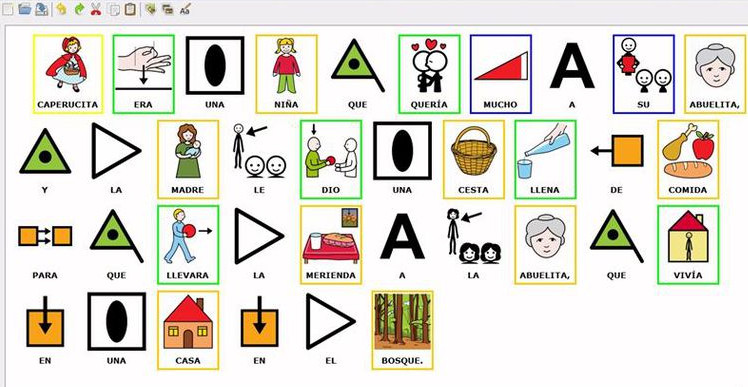 CAPERUCITA ERA UNA NIÑA QUE QUERÍA MUCHO A SU ABUELITA,
Y LA MADRE LE DIO UNA CESTA LLENA DE COMIDA
PARA QUE LLEVARA LA MERIENDA A LA ABUELITA, QUE VIVÍA
EN UNA CASA EN EL BOSQUE.